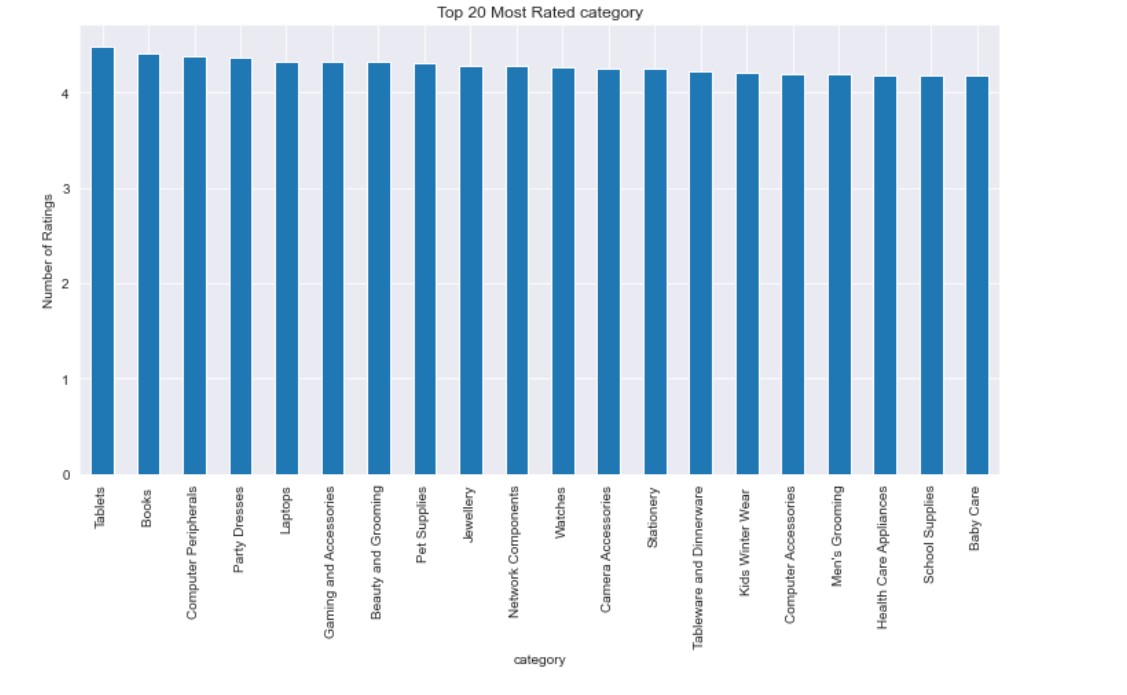 Top 20 Most Rated category
Number of Ratings
4
3
2
1
0
Tablets
Books
Computer Peripherals
Party Dresses
Laptops
Gaming and Accessories
Beauty and Grooming
Pet Supplies
Jewellery
Network Components
Watches
Camera Accessories
Stationery
Tableware and Dinnerware
Kids Winter Wear
Computer Accessories
Men's Grooming
Health Care Appliances
School Supplies
Baby Care
category